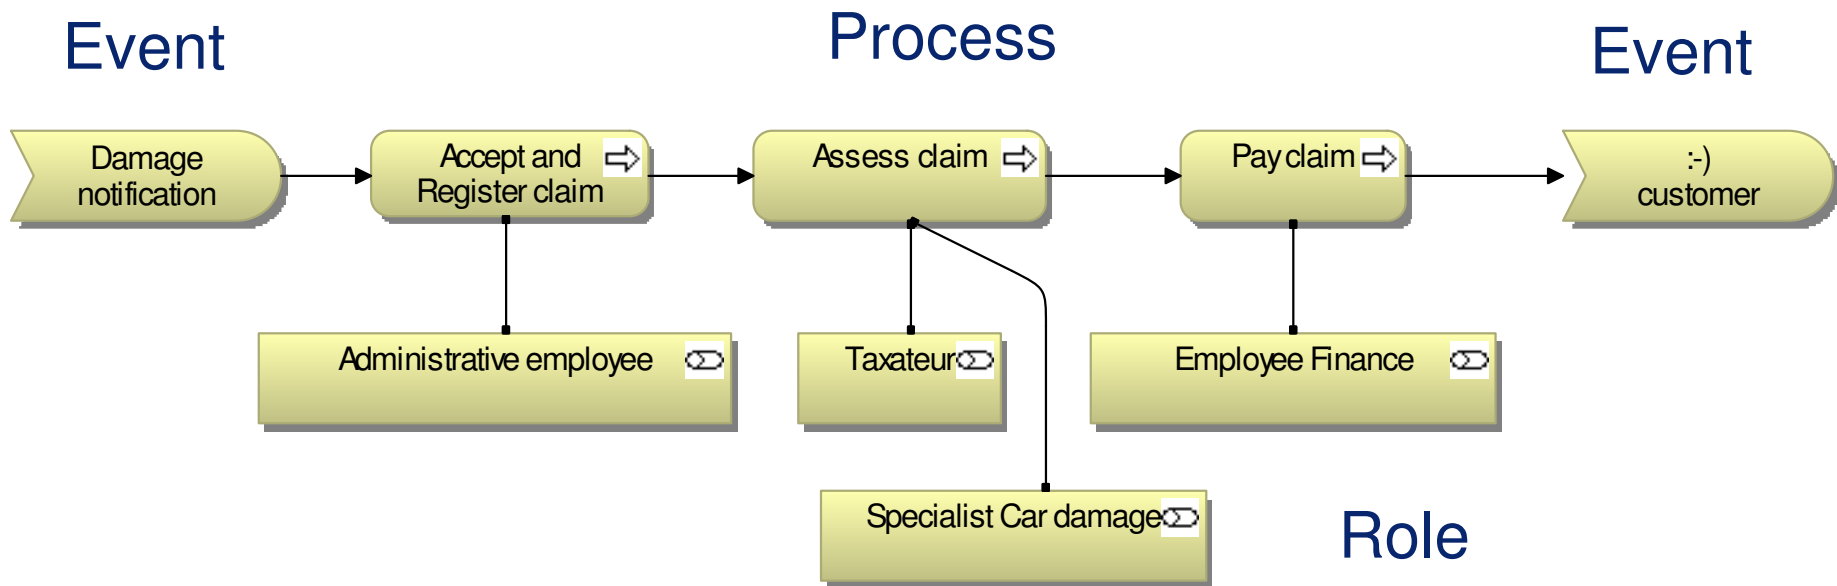 Event
Process
Event
Damage
notification
Accept and
Register claim
Assess claim
Pay claim
:-)
customer
Administrative employee
Taxateur
Employee Finance
Specialist Car damage
Role